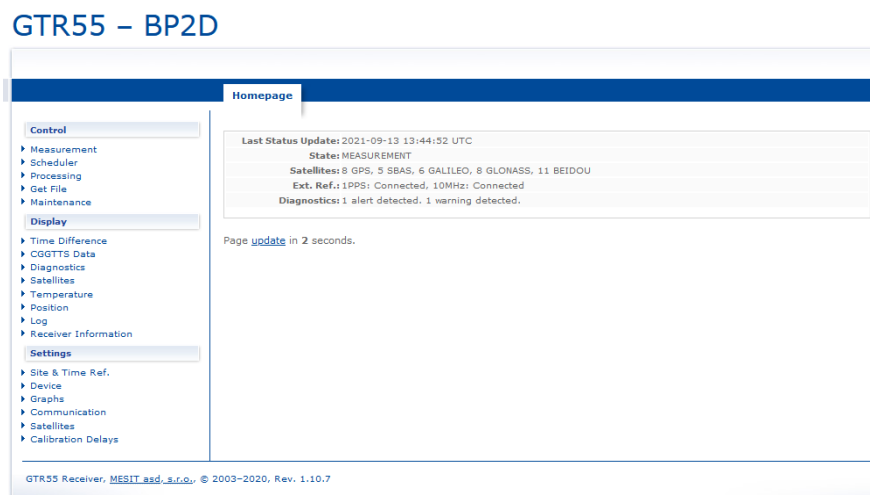 GTR55 – BP2D
Homepage
Control
Measurement
Scheduler
Processing
Get File
Maintenance
Display
Time Difference
CGGTTS Data
Diagnostics
Satellites
Temperature
Position
Log
Receiver Information
Settings
Site & Time Ref.
Device
Graphs
Communication
Satellites
Calibration Delays
Last Status Update: 2021-09-13 13:44:52 UTC
State: MEASUREMENT
Satellites: 8 GPS, 5 SBAS, 6 GALILEO, 8 GLONASS, 11 BEIDOU
Ext. Ref.: 1PPS: Connected, 10MHz: Connected
Diagnostics: 1 alert detected. 1 warning detected.
Page update in 2 seconds.
GTR55 Receiver, MESIT asd, s.r.o., © 2003–2020, Rev. 1.10.7